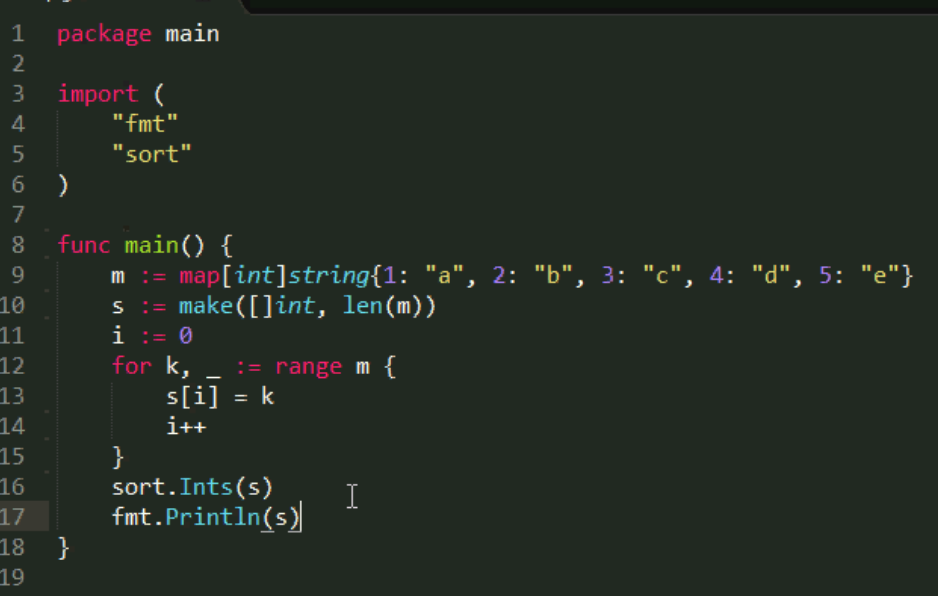 1 package main
2
3 import (
4     "fmt"
5     "sort"
6 )
7
8 func main() {
9     m := map[int]string{1: "a", 2: "b", 3: "c", 4: "d", 5: "e"}
10     s := make([]int, len(m))
11     i := 0
12     for k, _ := range m {
13         s[i] = k
14         i++
15     }
16     sort.Ints(s)
17     fmt.Println(s)
18 }
19